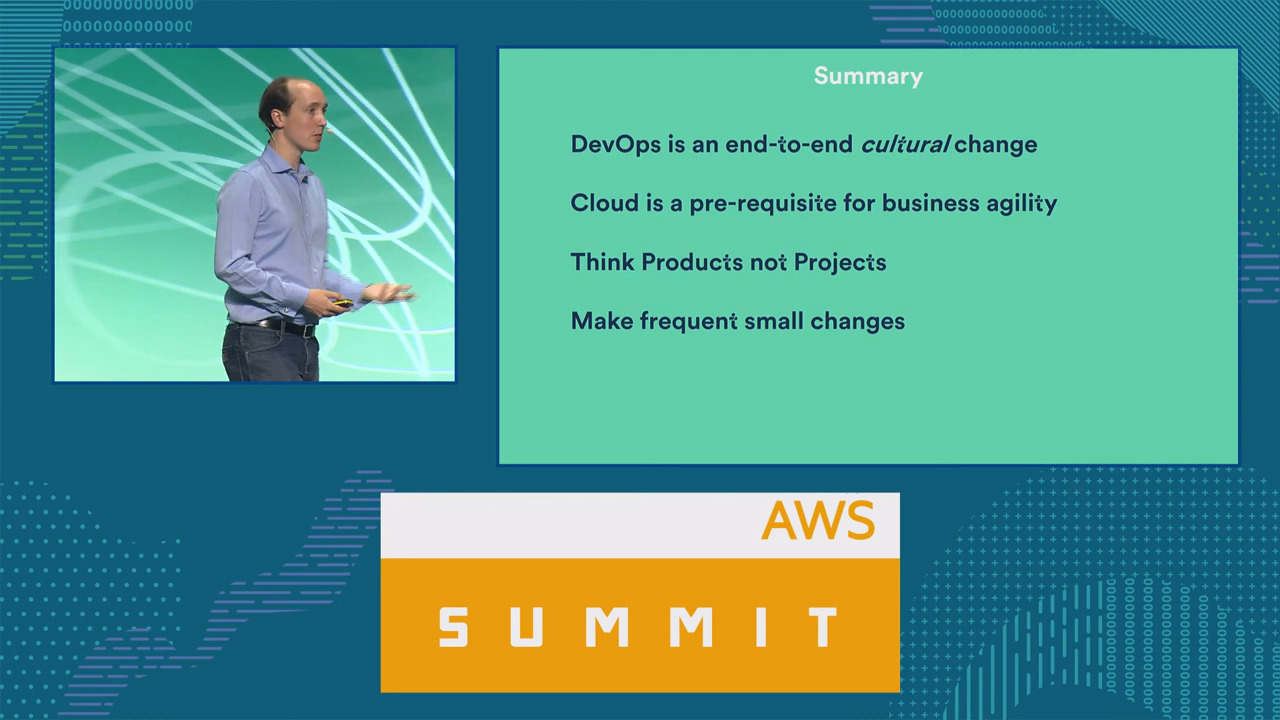 Summary
DevOps is an end-to-end cultural change
Cloud is a pre-requisite for business agility
Think Products not Projects
Make frequent small changes
AWS
SUMMIT